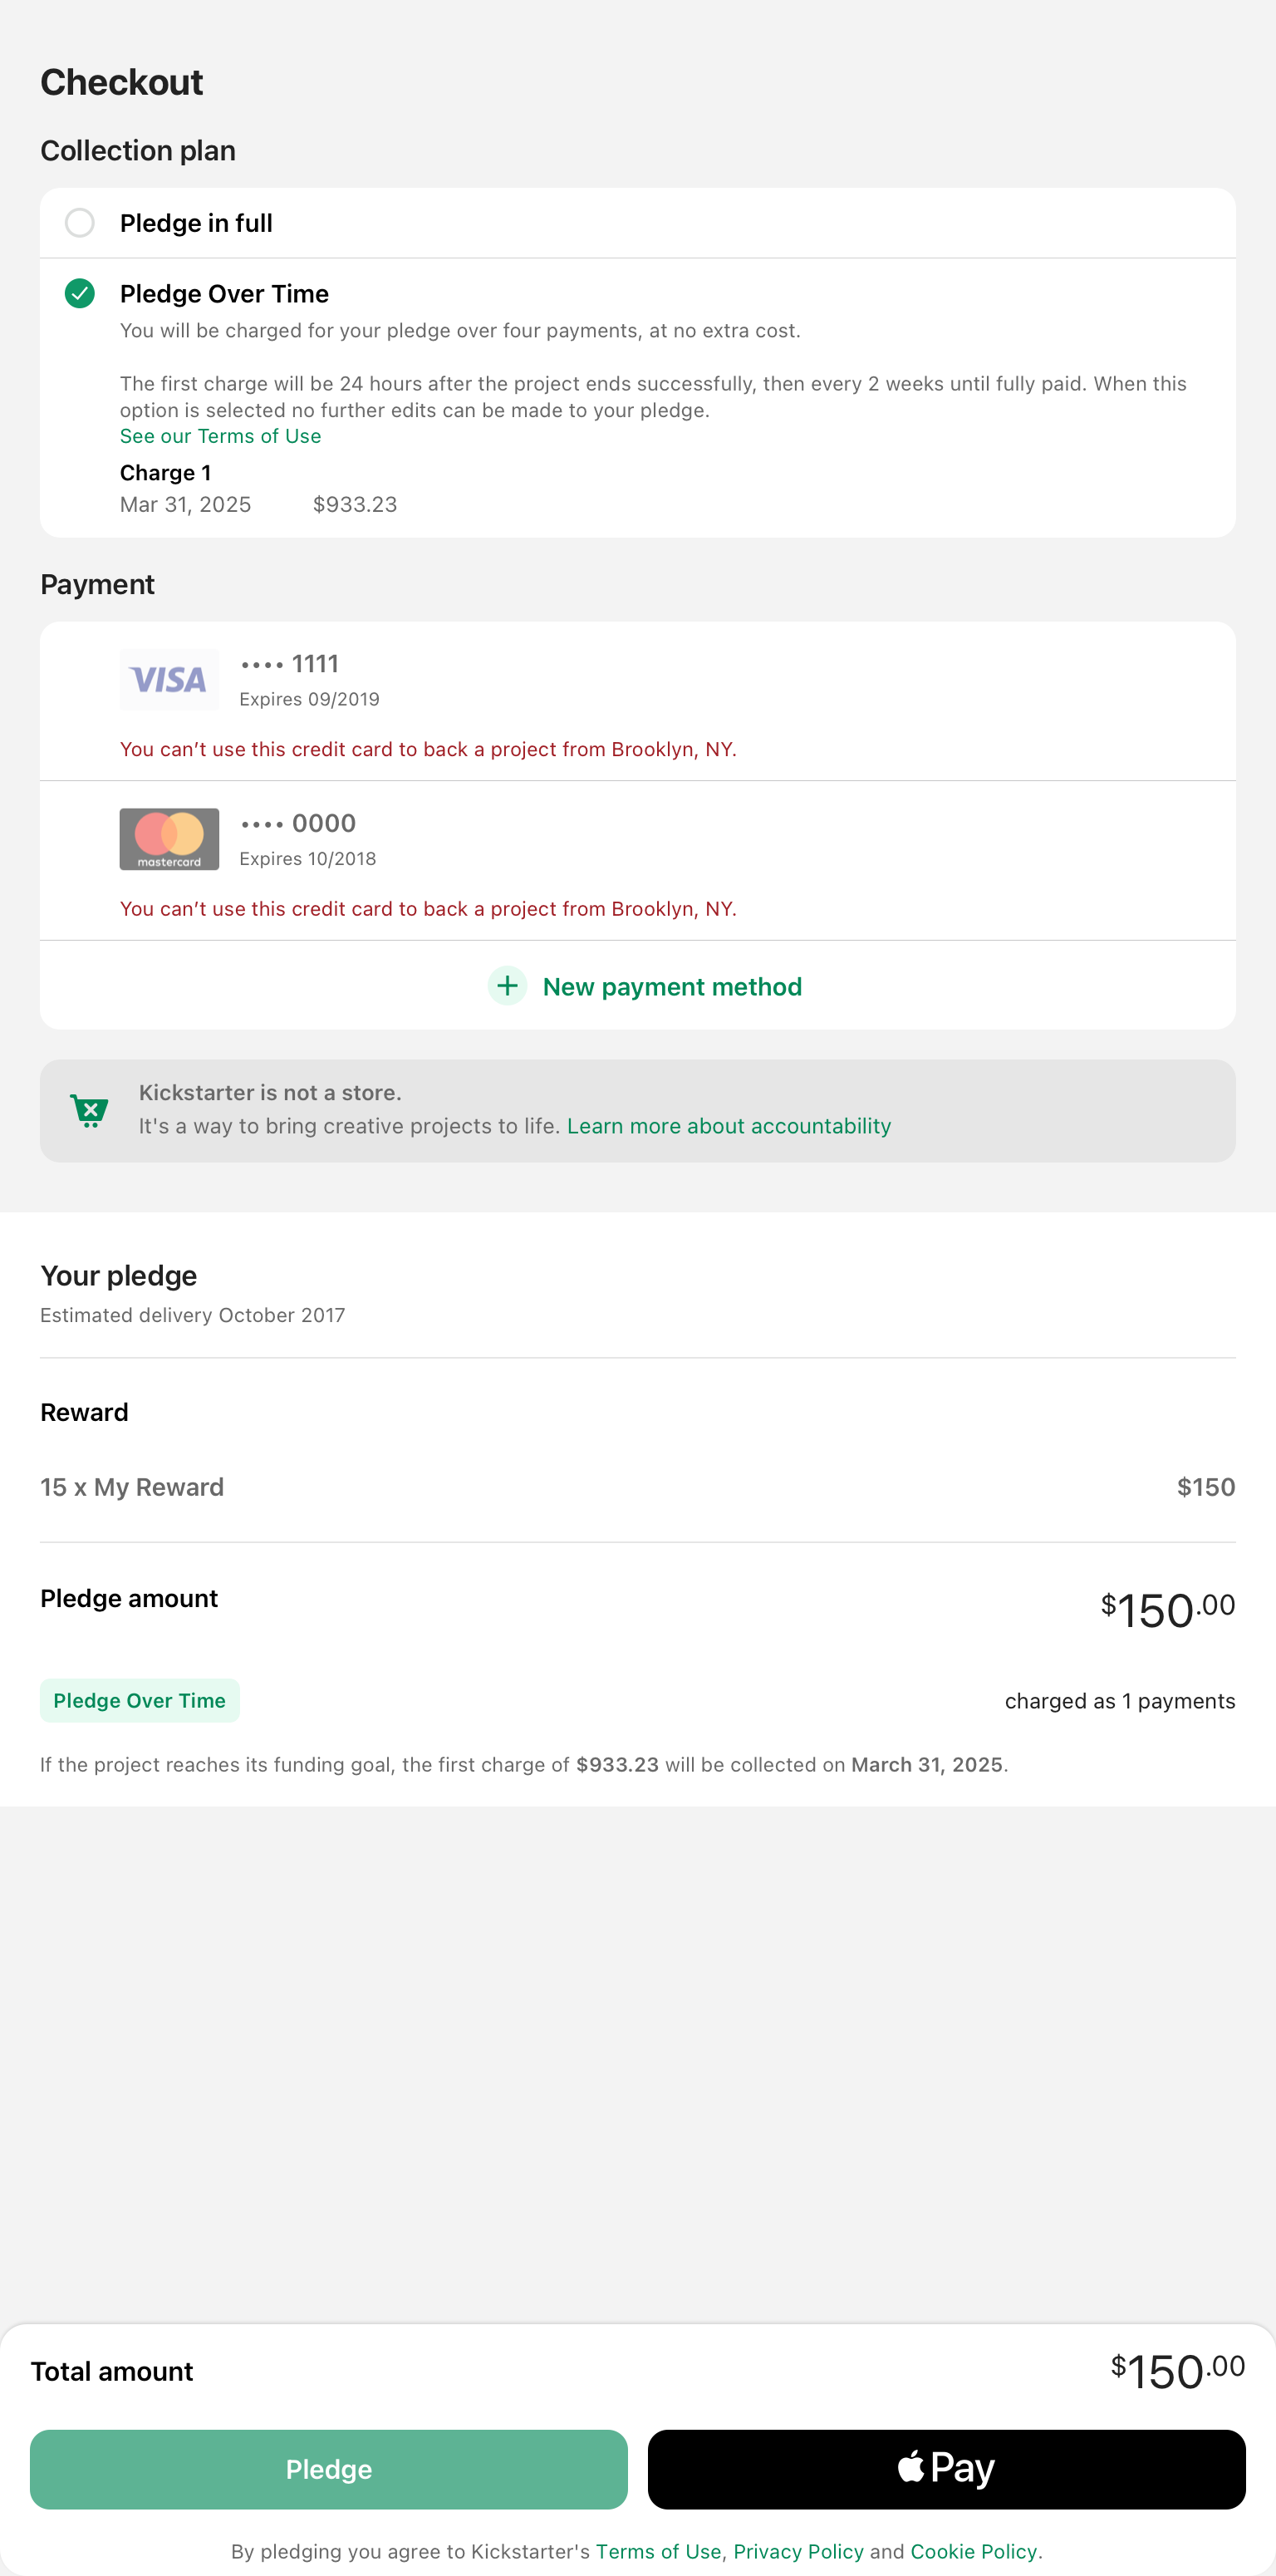 Checkout
Collection plan
Pledge in full
Pledge Over Time
You will be charged for your pledge over four payments, at no extra cost.
The first charge will be 24 hours after the project ends successfully, then every 2 weeks until fully paid. When this
option is selected no further edits can be made to your pledge.
See our Terms of Use
Charge 1
Mar 31, 2025 $933.23
Payment
VISA •••• 1111
Expires 09/2019
You can’t use this credit card to back a project from Brooklyn, NY.
mastercard •••• 0000
Expires 10/2018
You can’t use this credit card to back a project from Brooklyn, NY.
New payment method
Kickstarter is not a store.
It's a way to bring creative projects to life. Learn more about accountability
Your pledge
Estimated delivery October 2017
Reward
15 x My Reward $150
Pledge amount $150.00
Pledge Over Time charged as 1 payments
If the project reaches its funding goal, the first charge of $933.23 will be collected on March 31, 2025.
Total amount $150.00
Pledge Pay
By pledging you agree to Kickstarter's Terms of Use, Privacy Policy and Cookie Policy.